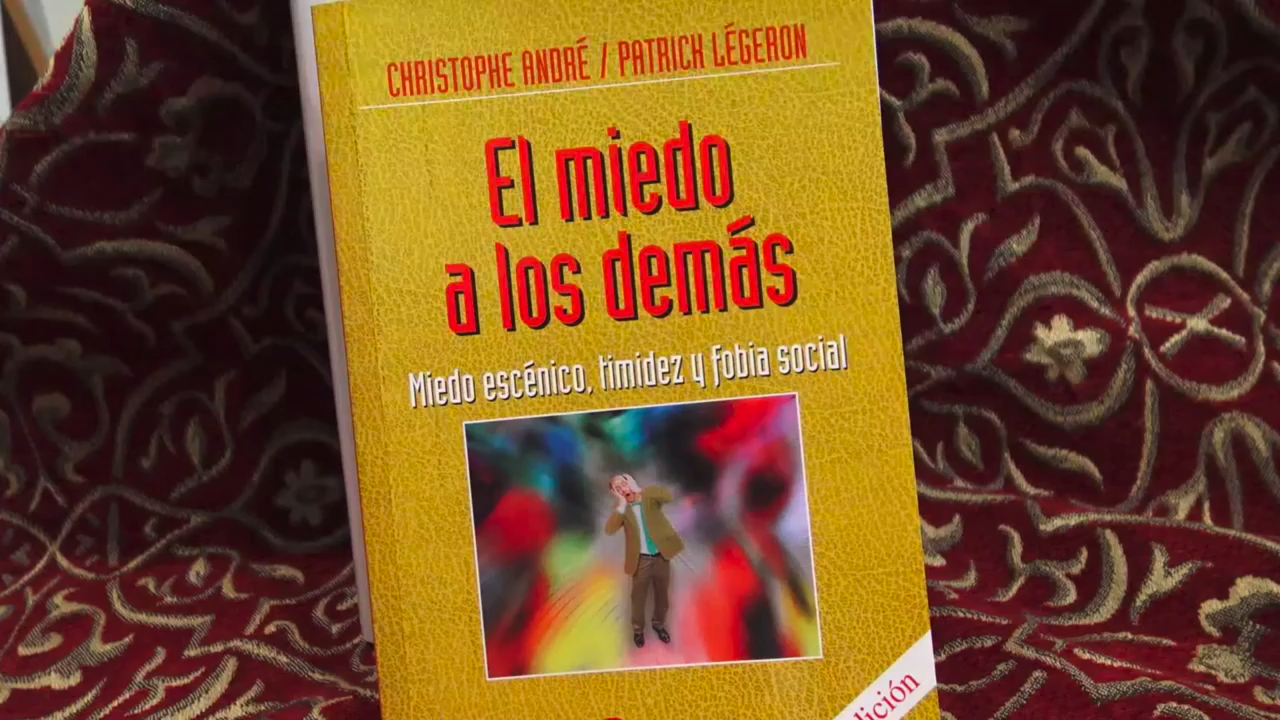 CHRISTOPHE ANDRÉ / PATRICK LÉGERON
El miedo
a los demás
Miedo escénico, timidez y fobia social